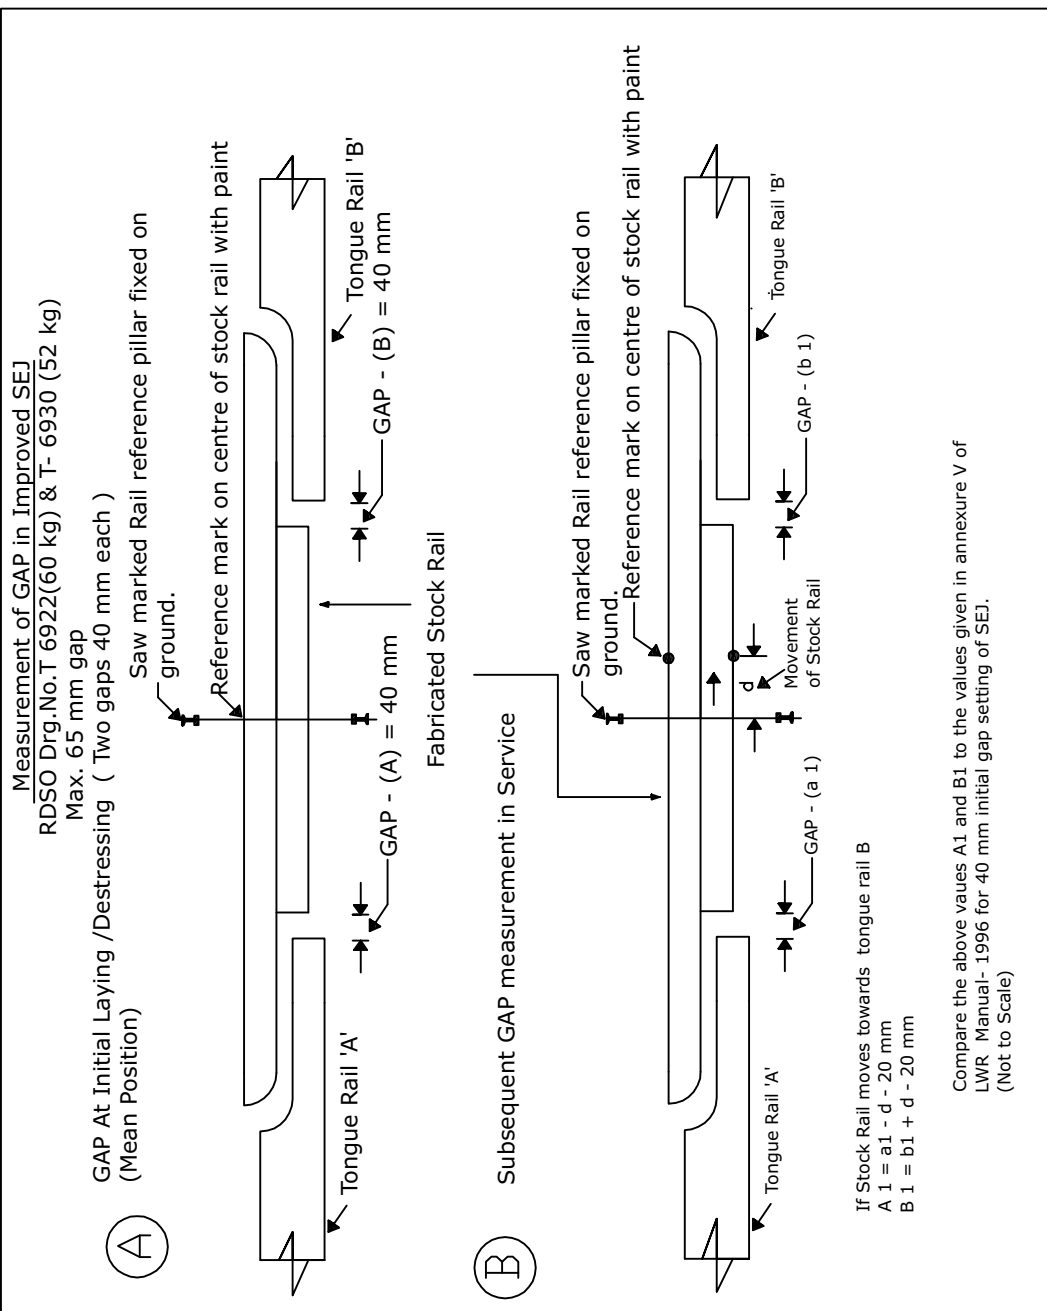 Measurement of GAP in Improved SEJ
RDSO Drg.No.T 6922(60 kg) & T- 6930 (52 kg)
Max. 65 mm gap
A
GAP At Initial Laying /Destressing ( Two gaps 40 mm each )
(Mean Position)
Saw marked Rail reference pillar fixed on
ground.
Reference mark on centre of stock rail with paint
Tongue Rail 'A'
GAP - (A) = 40 mm
Tongue Rail 'B'
GAP - (B) = 40 mm
Fabricated Stock Rail
B
Subsequent GAP measurement in Service
Saw marked Rail reference pillar fixed on
ground.
Reference mark on centre of stock rail with paint
d
Movement
of Stock Rail
Tongue Rail 'A'
GAP - (a 1)
GAP - (b 1)
Tongue Rail 'B'
If Stock Rail moves towards tongue rail B
A 1 = a1 - d - 20 mm
B 1 = b1 + d - 20 mm
Compare the above vaues A1 and B1 to the values given in annexure V of
LWR Manual- 1996 for 40 mm initial gap setting of SEJ.
(Not to Scale)